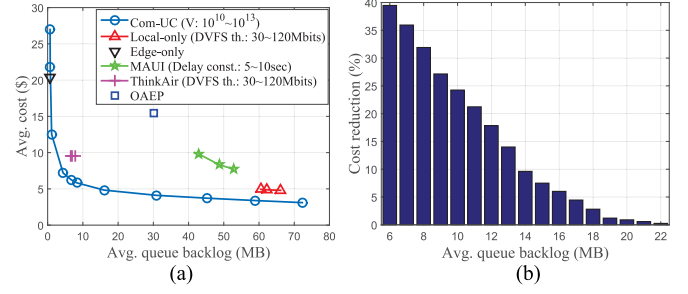 30
25
20
15
10
5
0
Avg. cost ($)
Com-UC (V: 10^10~10^13)
Local-only (DVFS th.: 30~120Mbits)
Edge-only
MAUI (Delay const.: 5~10sec)
ThinkAir (DVFS th.: 30~120Mbits)
OAEP
0 10 20 30 40 50 60 70 80
Avg. queue backlog (MB)
(a)
40
35
30
25
20
15
10
5
0
Cost reduction (%)
6 8 10 12 14 16 18 20 22
Avg. queue backlog (MB)
(b)